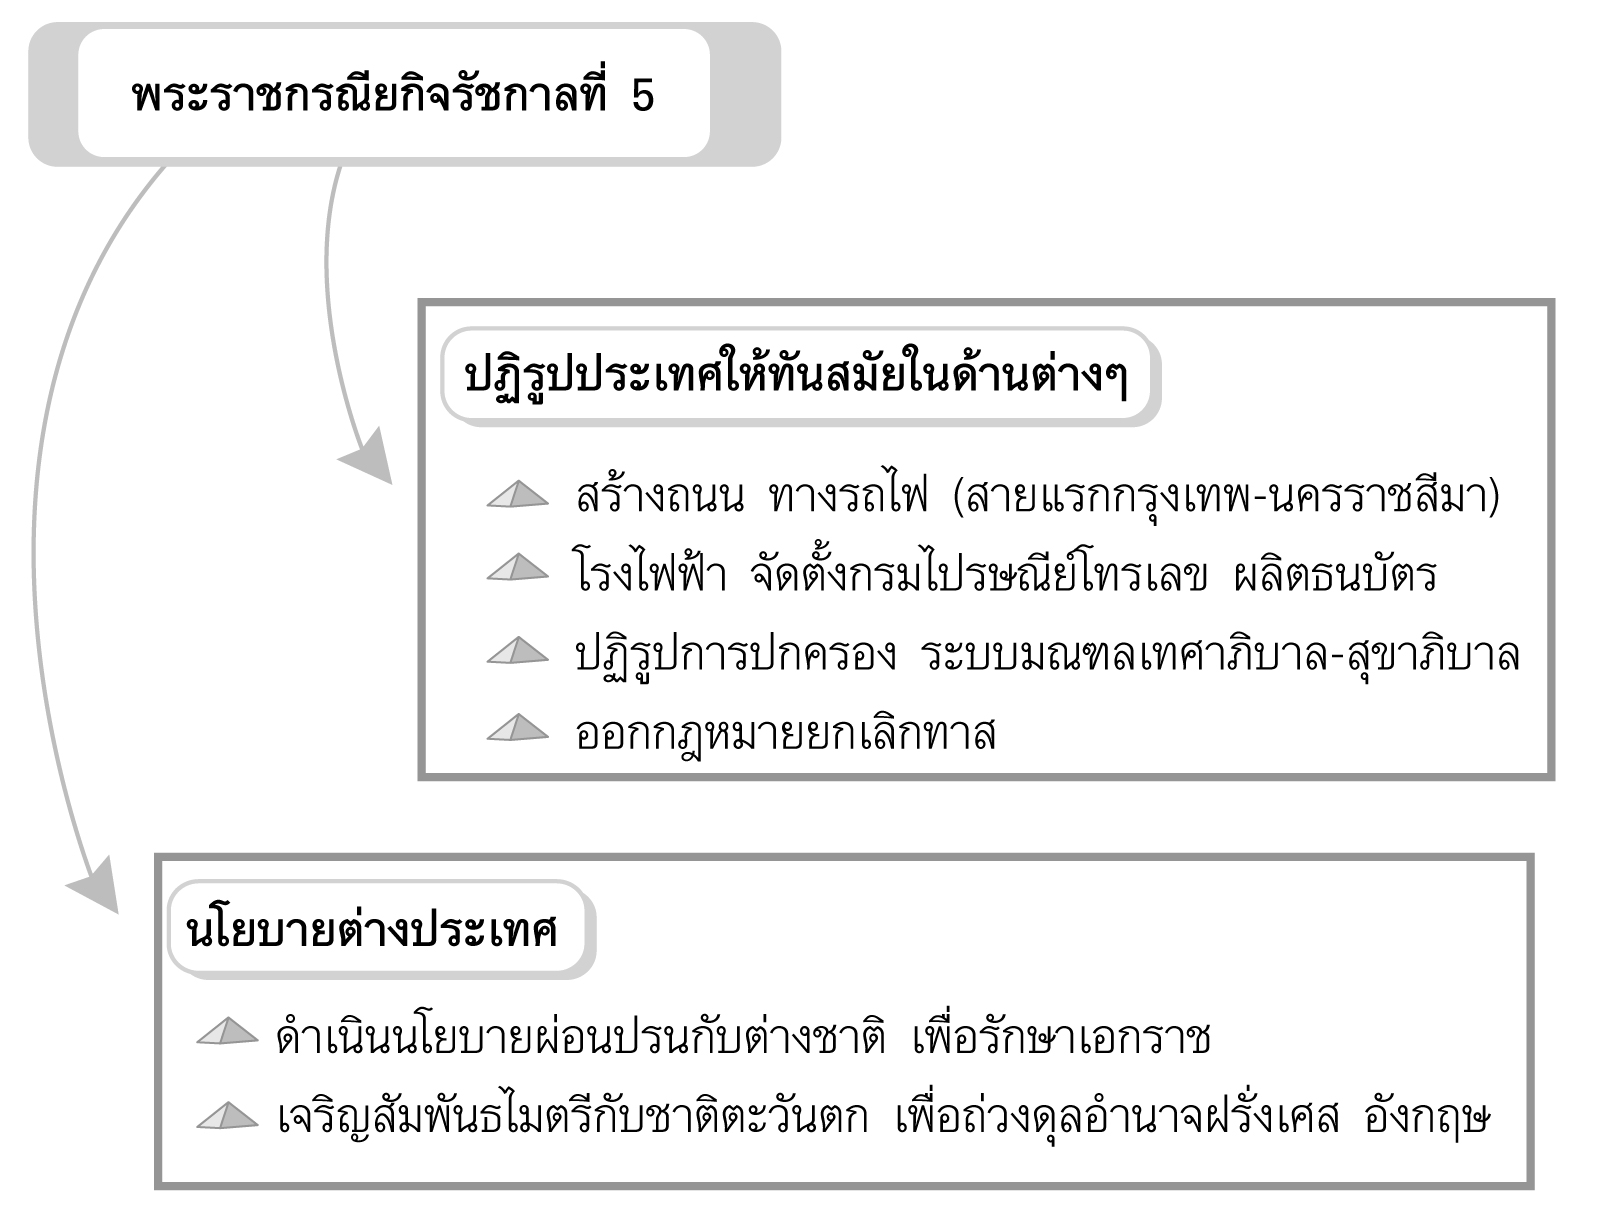 พระราชกรณียกิจรัชกาลที่ 5
ปฏิรูปประเทศให้ทันสมัยในด้านต่างๆ
สร้างถนน ทางรถไฟ (สายแรกกรุงเทพ-นครราชสีมา)
โรงไฟฟ้า จัดตั้งกรมไปรษณีย์โทรเลข ผลิตธนบัตร
ปฏิรูปการปกครอง ระบบมณฑลเทศาภิบาล-สุขาภิบาล
ออกกฎหมายยกเลิกทาส
นโยบายต่างประเทศ
ดำเนินนโยบายผ่อนปรนกับต่างชาติ เพื่อรักษาเอกราช
เจริญสัมพันธไมตรีกับชาติตะวันตก เพื่อถ่วงดุลอำนาจฝรั่งเศส อังกฤษ